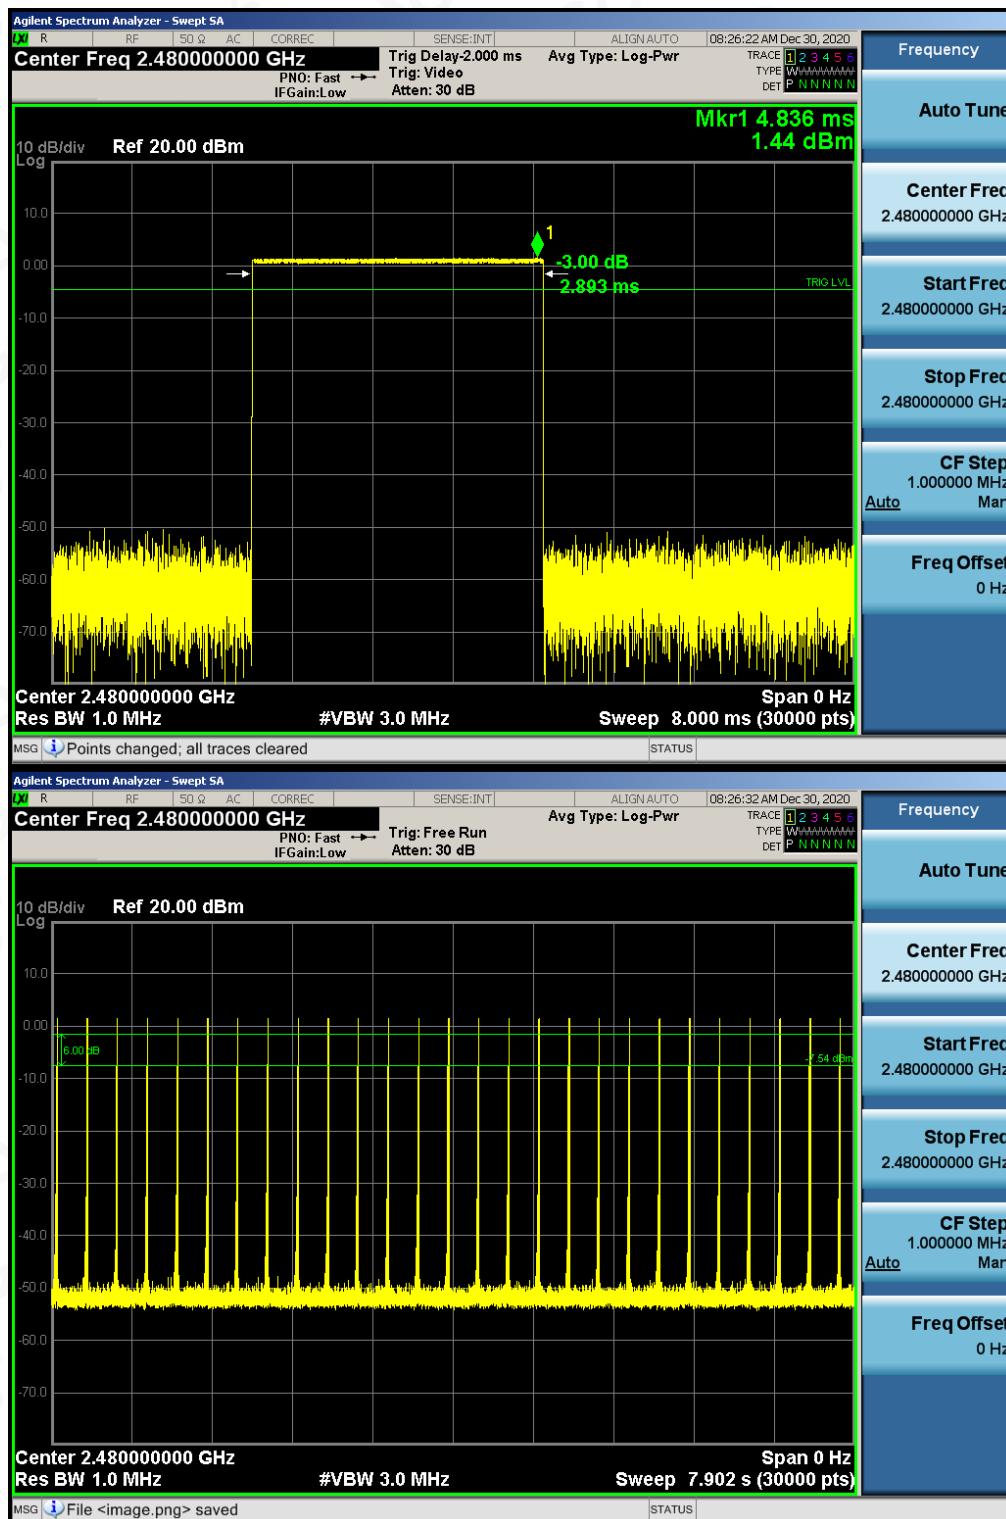 Agilent Spectrum Analyzer - Swept SA
LXI R RF 50 Ω AC CORREC SENSE:INT ALIGN AUTO 08:26:22 AM Dec 30, 2020
Center Freq 2.480000000 GHz
PNO: Fast
IFGain:Low
Trig Delay-2.000 ms
Trig: Video
Atten: 30 dB
Avg Type: Log-Pwr
TRACE 1 2 3 4 5 6
TYPE W
DET P N N N N N
Frequency
Auto Tune
Mkr1 4.836 ms
1.44 dBm
10 dB/div
Log
Ref 20.00 dBm
Center Freq
2.480000000 GHz
10.0
1
0.00
-3.00 dB
2.893 ms
TRIG LVL
Start Freq
2.480000000 GHz
-10.0
-20.0
Stop Freq
2.480000000 GHz
-30.0
-40.0
CF Step
1.000000 MHz
Auto Man
-50.0
-60.0
Freq Offset
0 Hz
-70.0
Center 2.480000000 GHz Span 0 Hz
Res BW 1.0 MHz #VBW 3.0 MHz Sweep 8.000 ms (30000 pts)
MSG Points changed; all traces cleared STATUS
Agilent Spectrum Analyzer - Swept SA
LXI R RF 50 Ω AC CORREC SENSE:INT ALIGN AUTO 08:26:32 AM Dec 30, 2020
Center Freq 2.480000000 GHz
PNO: Fast
IFGain:Low
Trig: Free Run
Atten: 30 dB
Avg Type: Log-Pwr
TRACE 1 2 3 4 5 6
TYPE W
DET P N N N N N
Frequency
Auto Tune
10 dB/div
Log
Ref 20.00 dBm
Center Freq
2.480000000 GHz
10.0
0.00
6.00 dB
-7.54 dBm
Start Freq
2.480000000 GHz
-10.0
-20.0
Stop Freq
2.480000000 GHz
-30.0
-40.0
CF Step
1.000000 MHz
Auto Man
-50.0
-60.0
Freq Offset
0 Hz
-70.0
Center 2.480000000 GHz Span 0 Hz
Res BW 1.0 MHz #VBW 3.0 MHz Sweep 7.902 s (30000 pts)
MSG File <image.png> saved STATUS